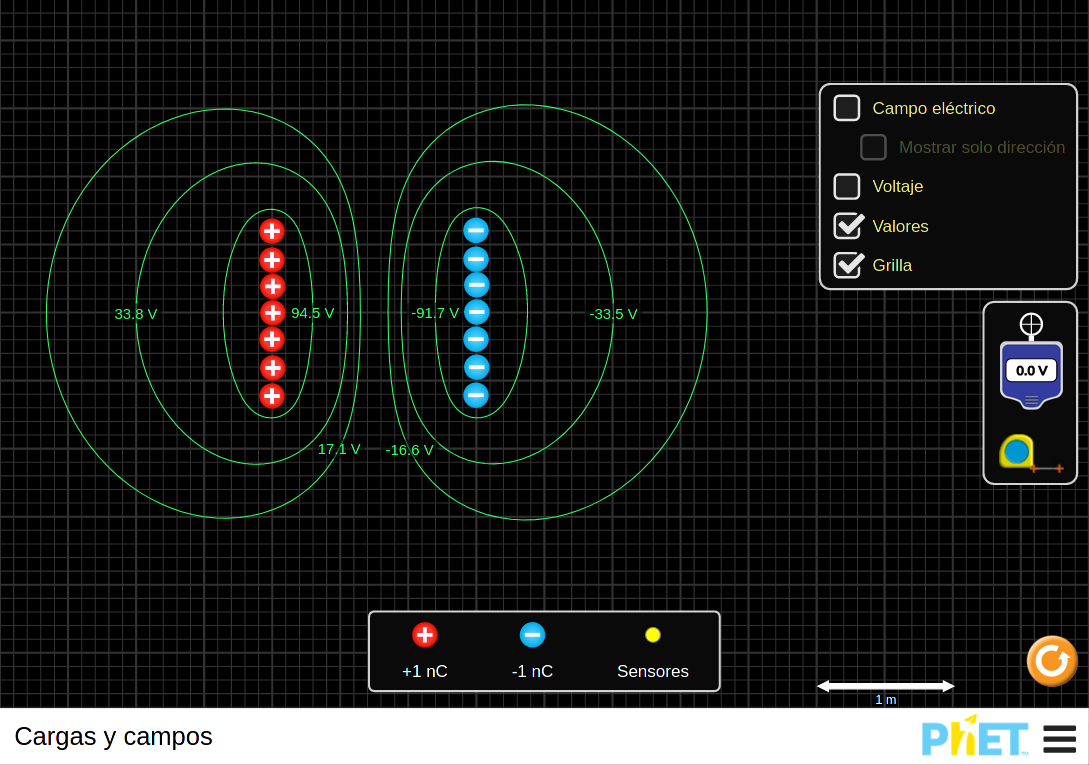 Campo eléctrico
Mostrar solo dirección
Voltaje
Valores
Grilla
33.8 V
94.5 V
-91.7 V
-33.5 V
0.0 V
17.1 V
-16.6 V
+1 nC
-1 nC
Sensores
1 m
Cargas y campos
PhET